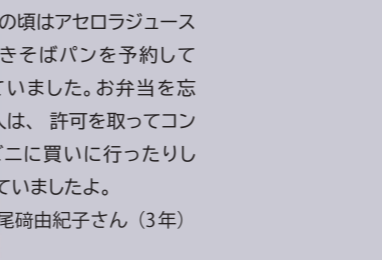 の頃はアセロラジュース
きそばパンを予約して
ていました。お弁当を忘
人は、許可を取ってコン
ビニに買いに行ったりし
ていましたよ。
尾﨑由紀子さん（3年）